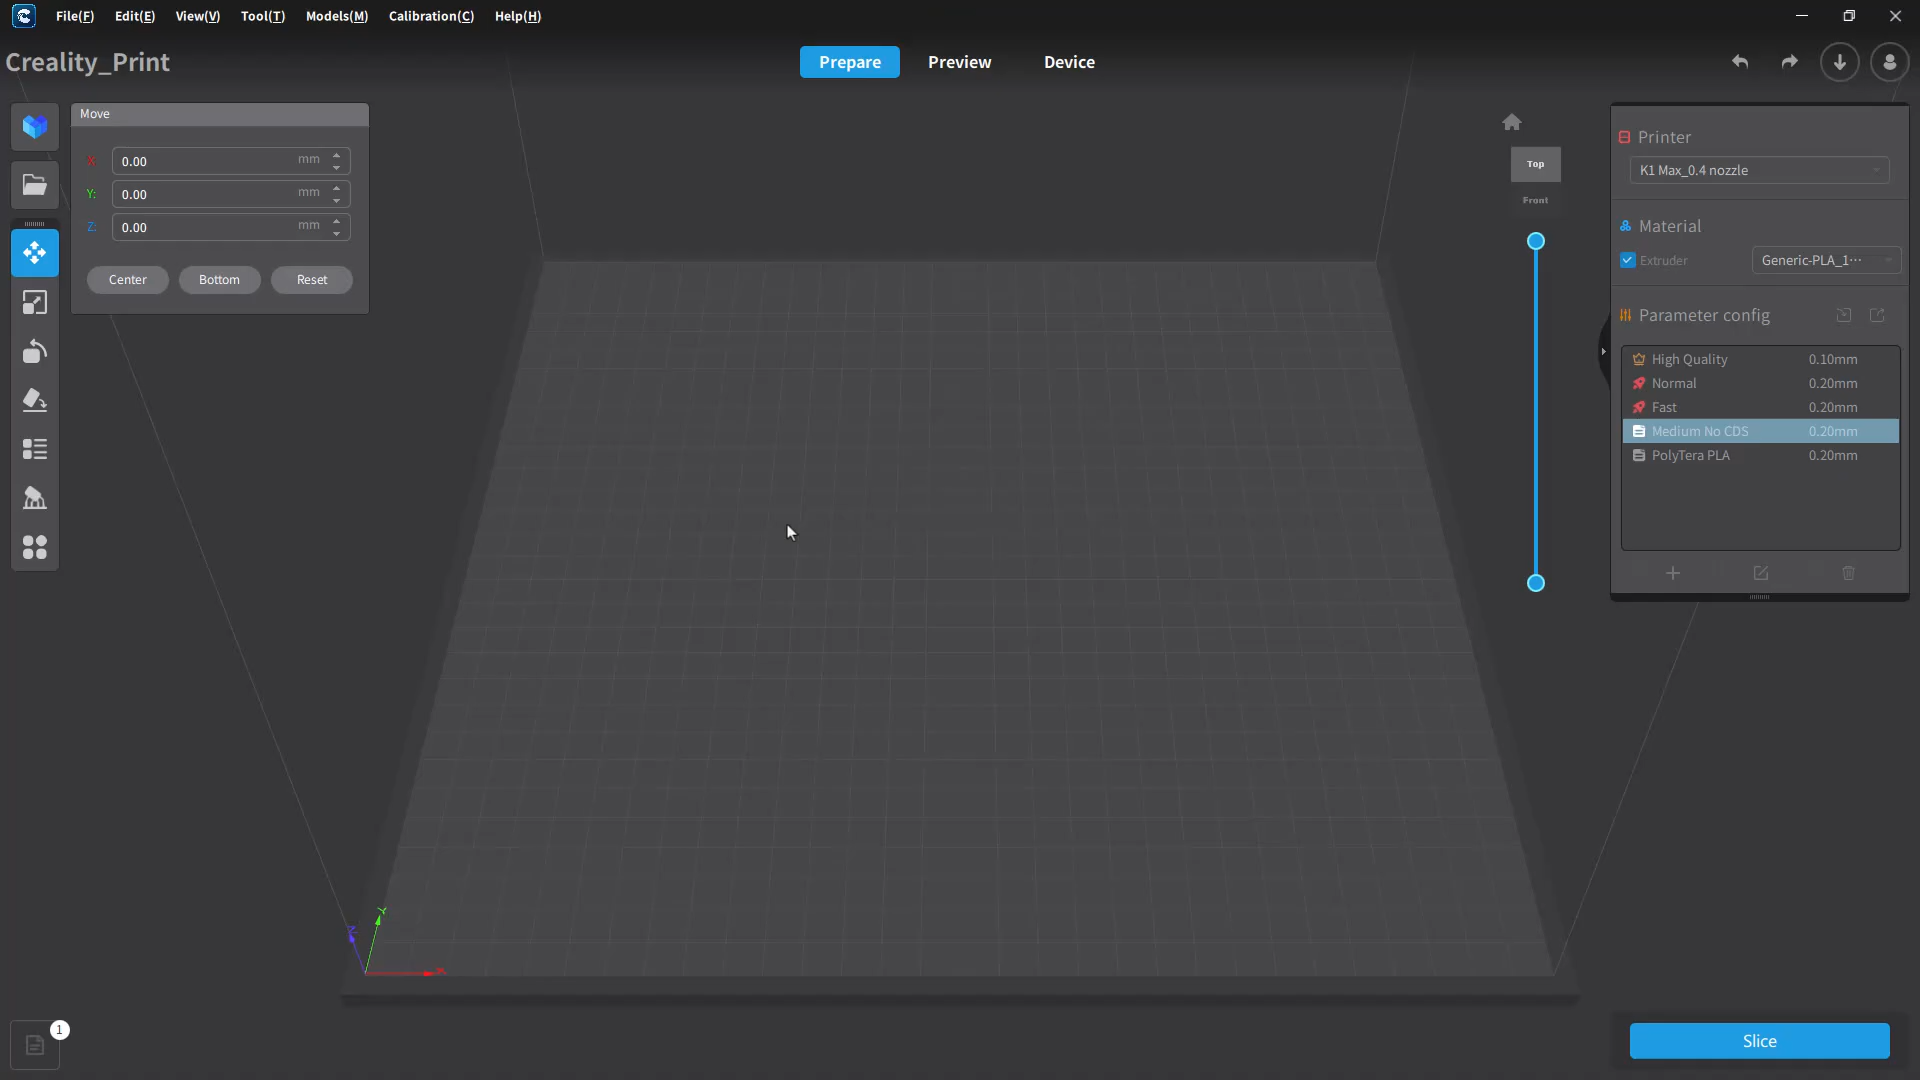 File(F) Edit(E) View(V) Tool(T) Models(M) Calibration(C) Help(H)
Creality_Print
Prepare Preview Device
Move
X: 0.00 mm
Y: 0.00 mm
Z: 0.00 mm
Center Bottom Reset
Top
Front
Printer
K1 Max_0.4 nozzle
Material
Extruder Generic-PLA_1···
Parameter config
High Quality 0.10mm
Normal 0.20mm
Fast 0.20mm
Medium No CDS 0.20mm
PolyTera PLA 0.20mm
Z
Y
X
1
Slice